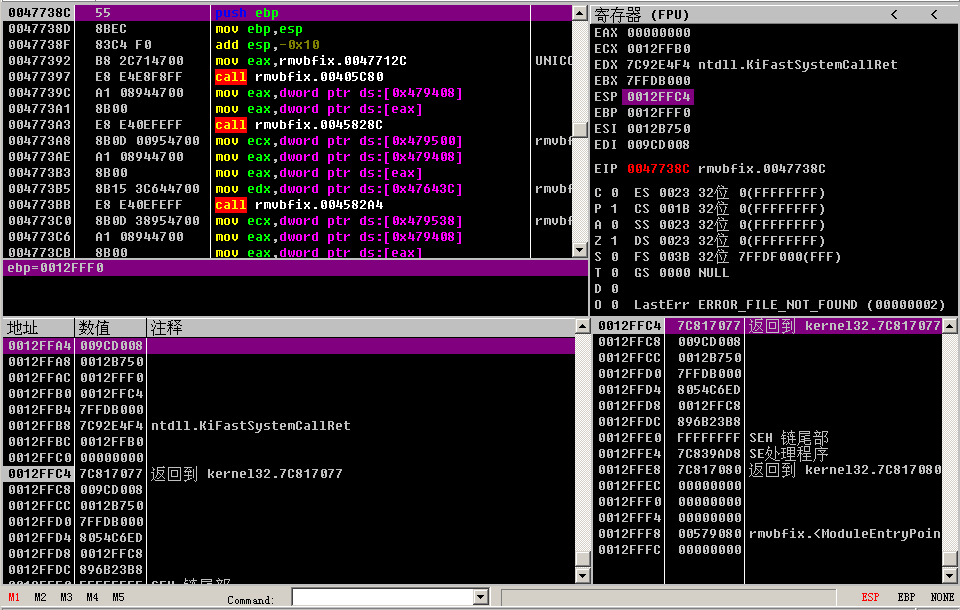 0047738C 55 push ebp
0047738D 8BEC mov ebp,esp
0047738F 83C4 F0 add esp,-0x10
00477392 B8 2C714700 mov eax,rmvbfix.0047712C UNICO
00477397 E8 E4E8F8FF call rmvbfix.00405C80
0047739C A1 08944700 mov eax,dword ptr ds:[0x479408]
004773A1 8B00 mov eax,dword ptr ds:[eax]
004773A3 E8 E40EFEFF call rmvbfix.0045828C
004773A8 8B0D 00954700 mov ecx,dword ptr ds:[0x479500] rmvbf
004773AE A1 08944700 mov eax,dword ptr ds:[0x479408]
004773B3 8B00 mov eax,dword ptr ds:[eax]
004773B5 8B15 3C644700 mov edx,dword ptr ds:[0x47643C] rmvbf
004773BB E8 E40EFEFF call rmvbfix.004582A4
004773C0 8B0D 38954700 mov ecx,dword ptr ds:[0x479538] rmvbf
004773C6 A1 08944700 mov eax,dword ptr ds:[0x479408]
004773CB 8B00 mov eax,dword ptr ds:[eax]
ebp=0012FFF0
寄存器 (FPU) < <
EAX 00000000
ECX 0012FFB0
EDX 7C92E4F4 ntdll.KiFastSystemCallRet
EBX 7FFDB000
ESP 0012FFC4
EBP 0012FFF0
ESI 0012B750
EDI 009CD008
EIP 0047738C rmvbfix.0047738C
C 0 ES 0023 32位 0(FFFFFFFF)
P 1 CS 001B 32位 0(FFFFFFFF)
A 0 SS 0023 32位 0(FFFFFFFF)
Z 1 DS 0023 32位 0(FFFFFFFF)
S 0 FS 003B 32位 7FFDF000(FFF)
T 0 GS 0000 NULL
D 0
O 0 LastErr ERROR_FILE_NOT_FOUND (00000002)
地址 数值 注释
0012FFA4 009CD008
0012FFA8 0012B750
0012FFAC 0012FFF0
0012FFB0 0012FFC4
0012FFB4 7FFDB000
0012FFB8 7C92E4F4 ntdll.KiFastSystemCallRet
0012FFBC 0012FFB0
0012FFC0 00000000
0012FFC4 7C817077 返回到 kernel32.7C817077
0012FFC8 009CD008
0012FFCC 0012B750
0012FFD0 7FFDB000
0012FFD4 8054C6ED
0012FFD8 0012FFC8
0012FFDC 896B23B8
0012FFE0 FFFFFFFF SEH 链尾部
0012FFC4 7C817077 返回到 kernel32.7C817077
0012FFC8 009CD008
0012FFCC 0012B750
0012FFD0 7FFDB000
0012FFD4 8054C6ED
0012FFD8 0012FFC8
0012FFDC 896B23B8
0012FFE0 FFFFFFFF SEH 链尾部
0012FFE4 7C839AD8 SE处理程序
0012FFE8 7C817080 返回到 kernel32.7C817080
0012FFEC 00000000
0012FFF0 00000000
0012FFF4 00000000
0012FFF8 00579080 rmvbfix.<ModuleEntryPoin
0012FFFC 00000000
M1 M2 M3 M4 M5 Command: ESP EBP NONE